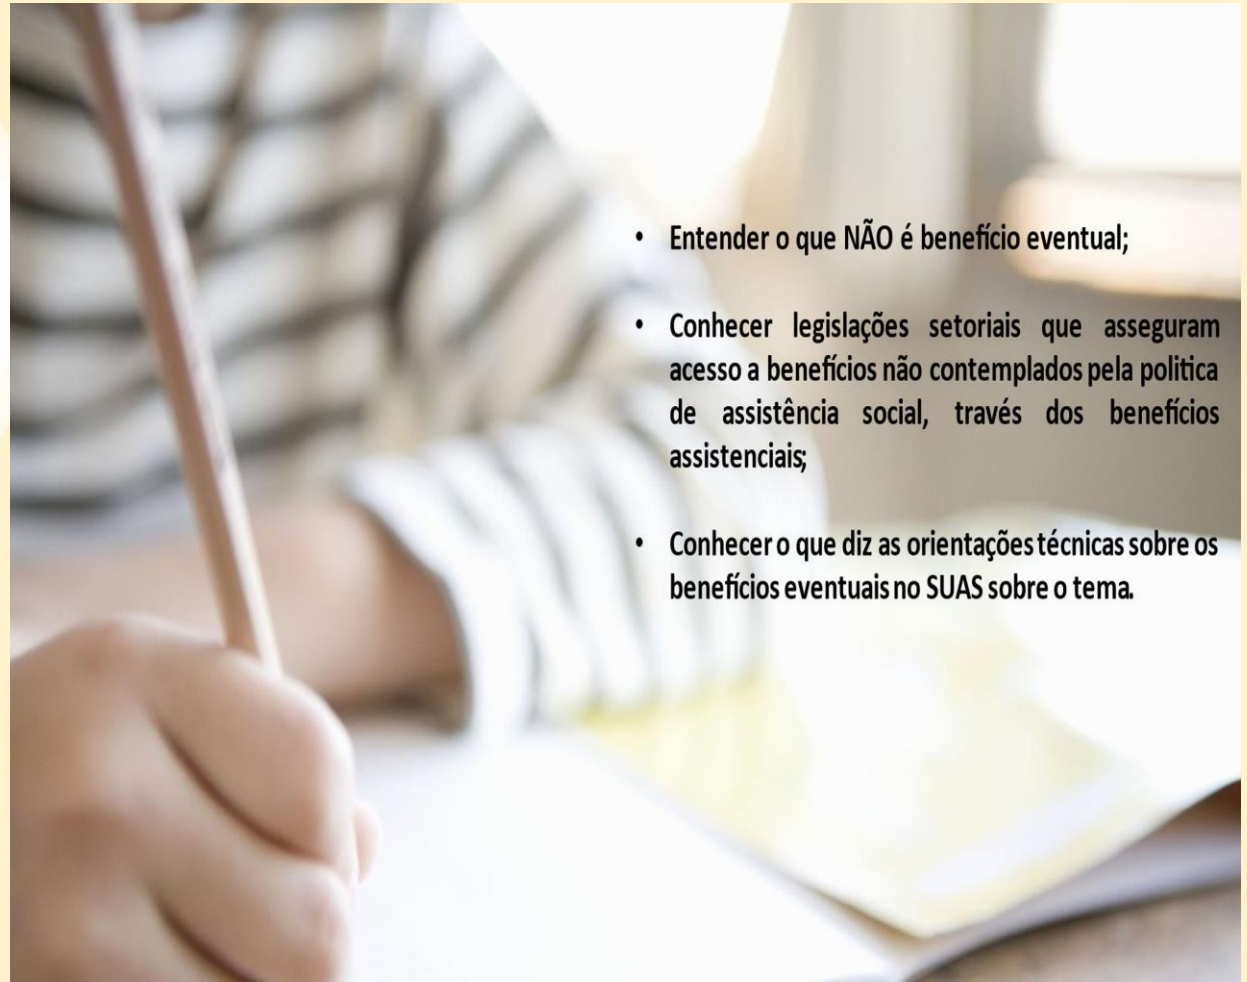 • Entender o que NÃO é benefício eventual;
• Conhecer legislações setoriais que asseguram
acesso a benefícios não contemplados pela politica
de assistência social, través dos benefícios
assistenciais;
• Conhecer o que diz as orientações técnicas sobre os
benefícios eventuais no SUAS sobre o tema.